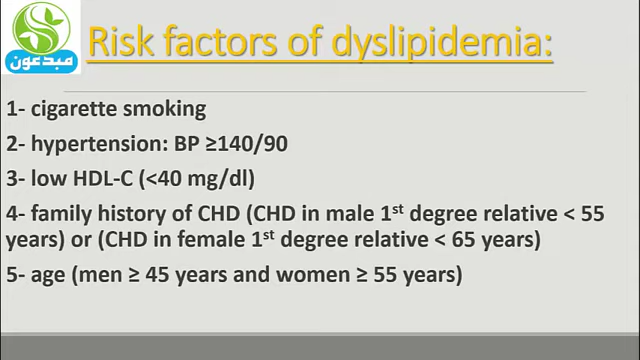 مبدعون
Risk factors of dyslipidemia:
1- cigarette smoking
2- hypertension: BP ≥140/90
3- low HDL-C (<40 mg/dl)
4- family history of CHD (CHD in male 1st degree relative < 55
years) or (CHD in female 1st degree relative < 65 years)
5- age (men ≥ 45 years and women ≥ 55 years)